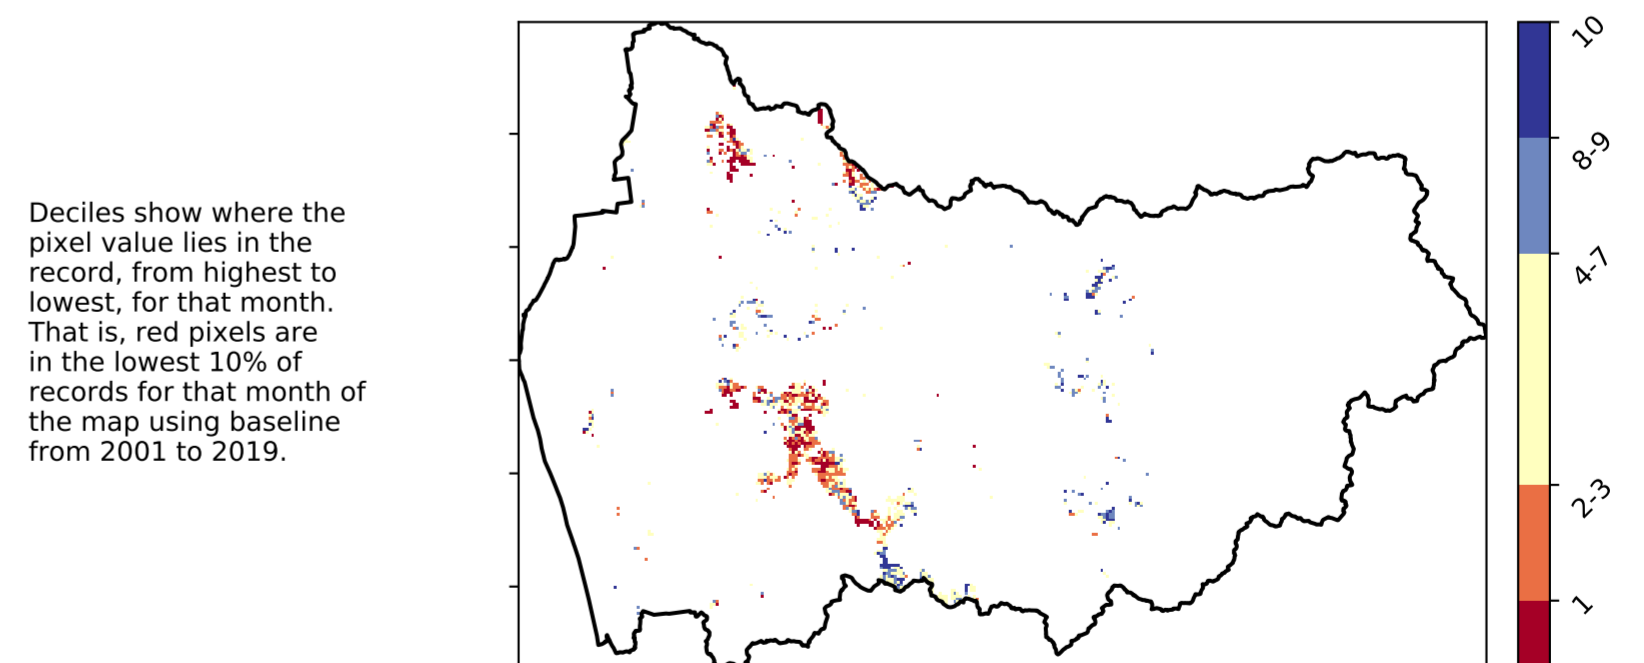 Deciles show where the
pixel value lies in the
record, from highest to
lowest, for that month.
That is, red pixels are
in the lowest 10% of
records for that month of
the map using baseline
from 2001 to 2019.
10
8-9
4-7
2-3
1